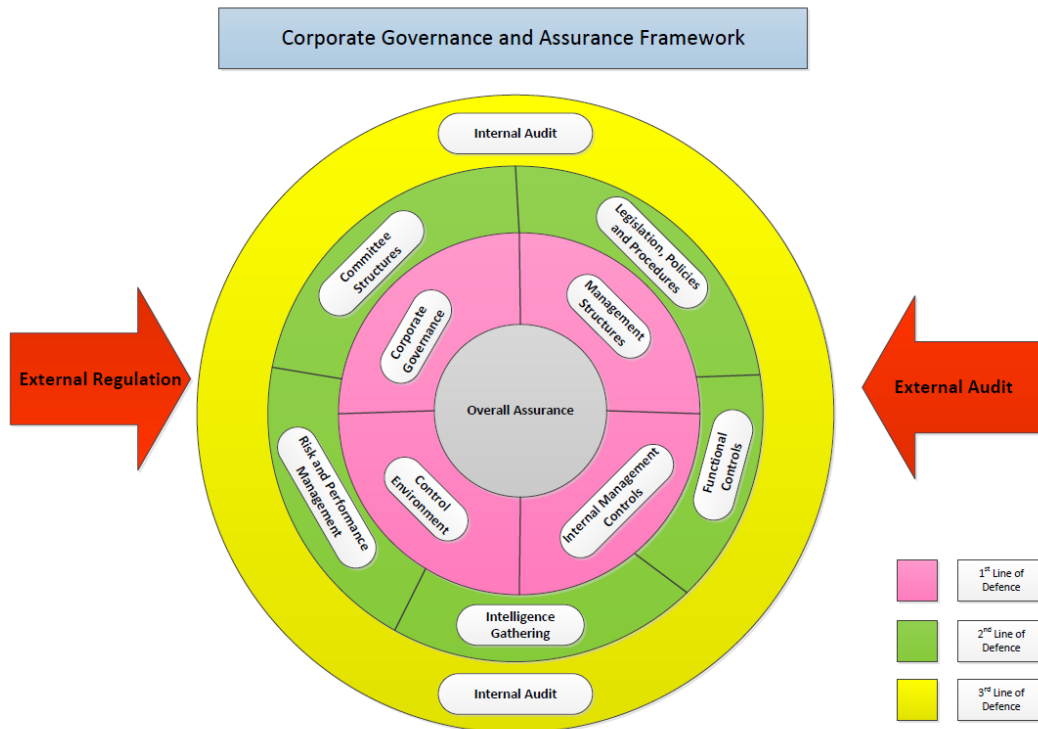 Corporate Governance and Assurance Framework
Internal Audit
Committee
Structures
Legislation, Policies
and Procedures
Corporate
Governance
Management
Structures
External Regulation
Overall Assurance
External Audit
Risk and Performance
Management
Control
Environment
Internal Management
Controls
Functional
Controls
Intelligence
Gathering
Internal Audit
1st Line of
Defence
2nd Line of
Defence
3rd Line of
Defence